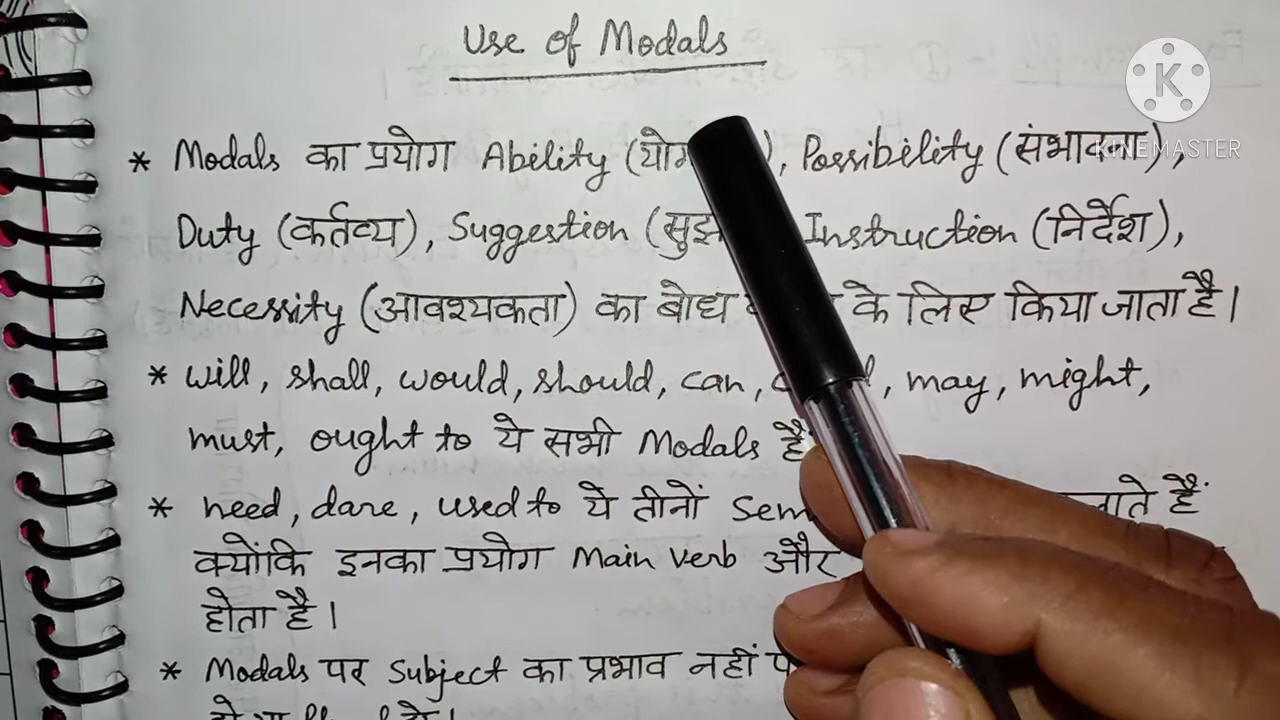 Use of Modals
KINEMASTER
* Modals का प्रयोग Ability ( ), Possibility (संभावना),
Duty (कर्तव्य), Suggestion ( Instruction (निर्देश),
Necessity (आवश्यकता) का बोध के लिए किया जाता है।
* will, shall, would, should, can, may, might,
must, ought to ये सभी Modals हैं
* need, dare, used to ये तीनों हैं
क्योंकि इनका प्रयोग Main Verb और
होता है।
* Modals पर Subject का प्रभाव नहीं